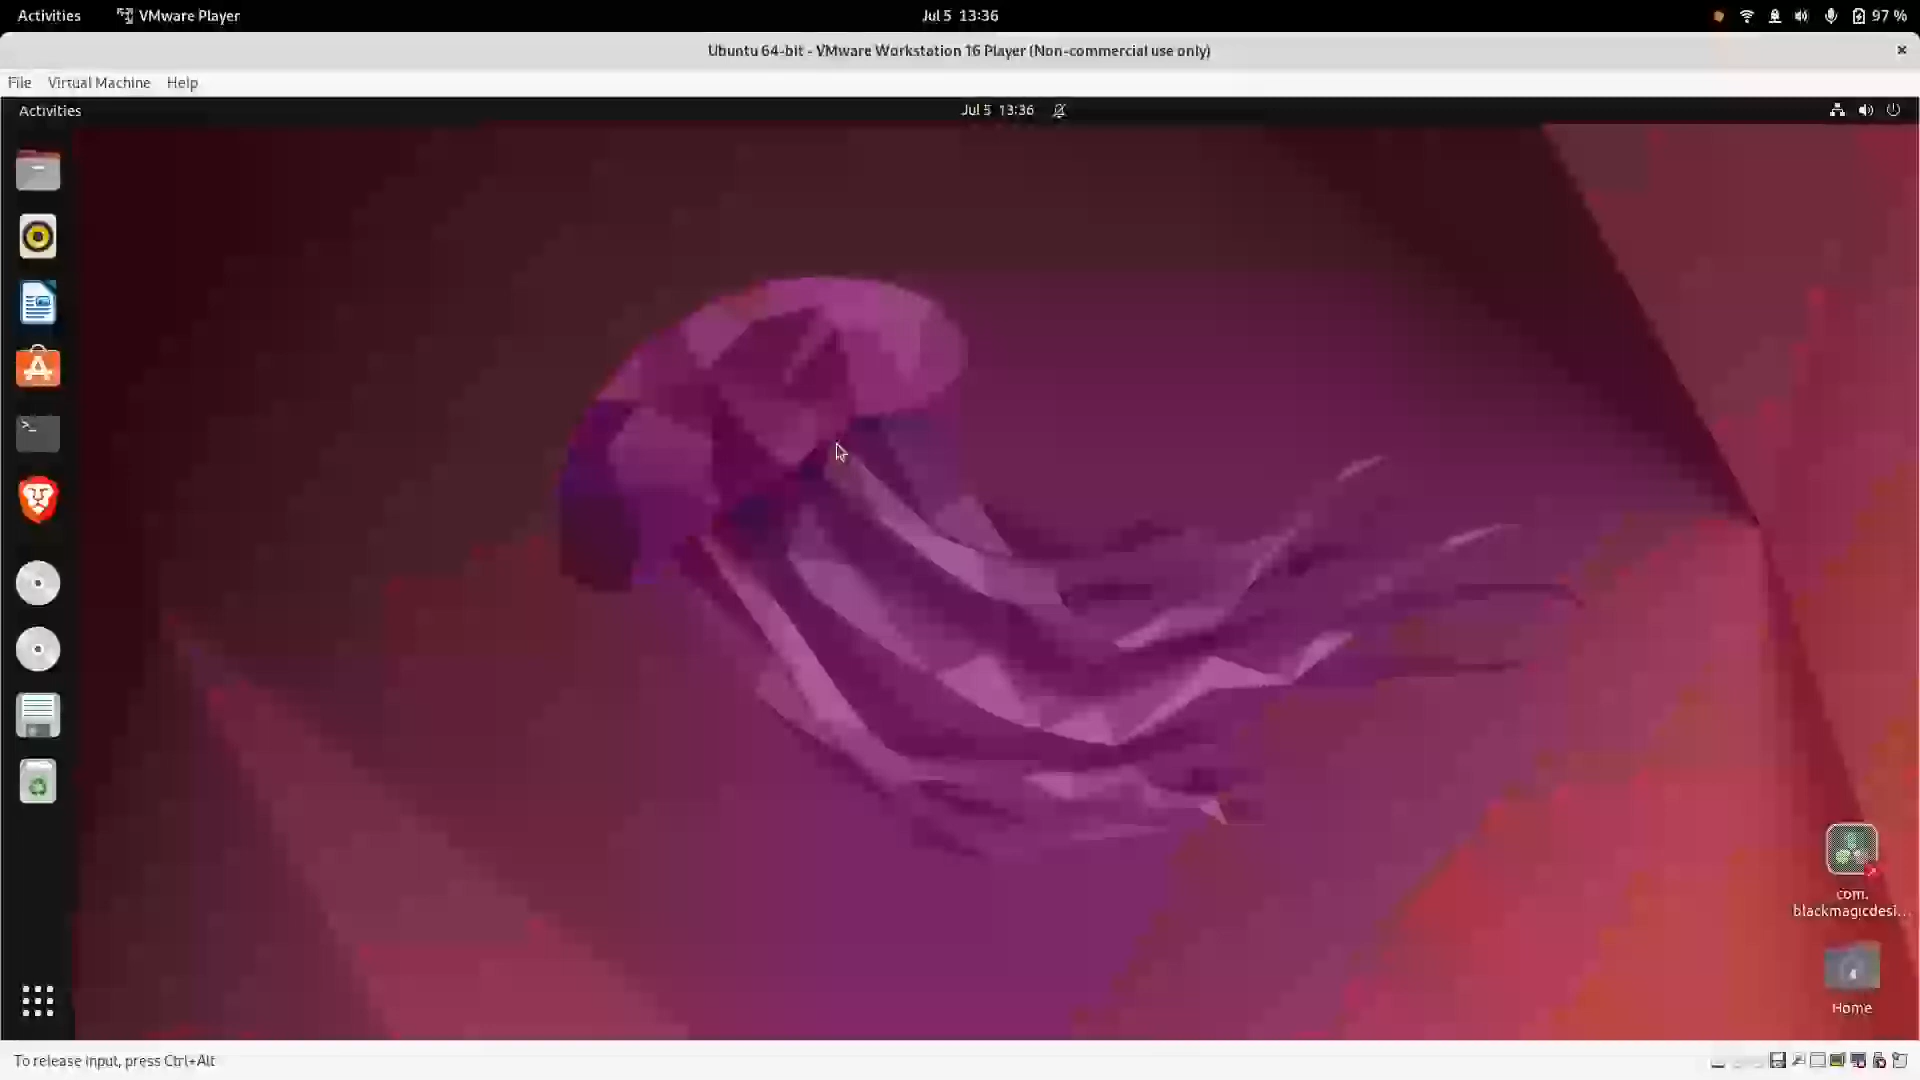 Activities VMware Player Jul 5 13:36 97 %
Ubuntu 64-bit - VMware Workstation 16 Player (Non-commercial use only)
File Virtual Machine Help
Activities Jul 5 13:36
>_
com.
blackmagicdesi...
Home
To release input, press Ctrl+Alt